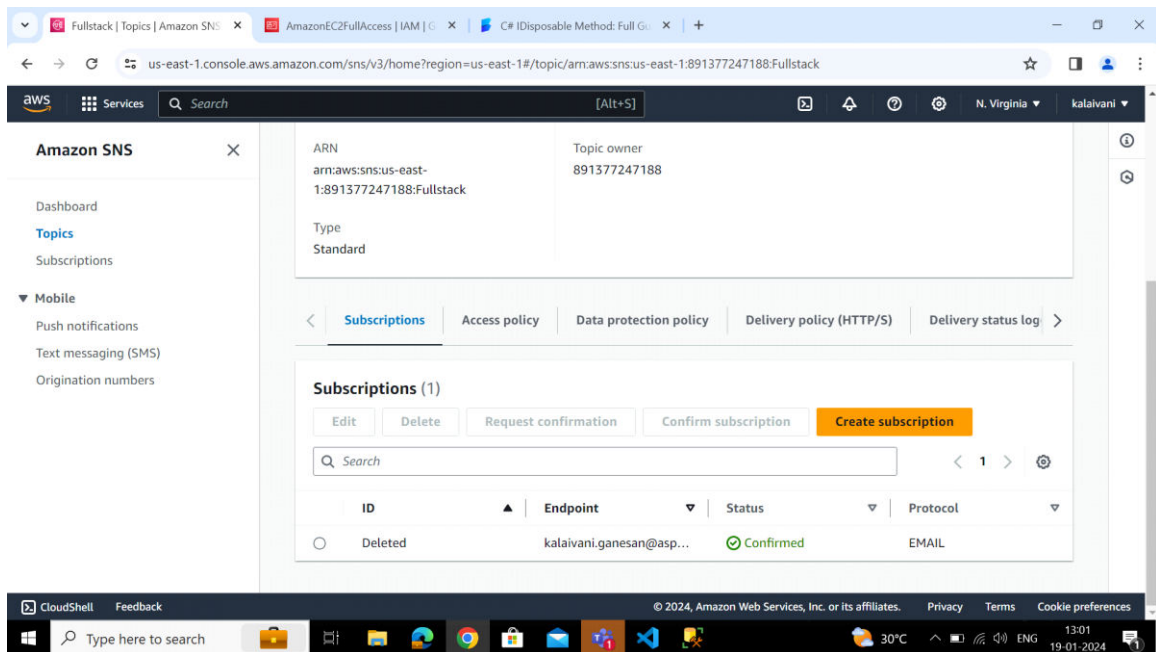 Fullstack | Topics | Amazon SNS
AmazonEC2FullAccess | IAM | G
C# IDisposable Method: Full Gu
us-east-1.console.aws.amazon.com/sns/v3/home?region=us-east-1#/topic/arn:aws:sns:us-east-1:891377247188:Fullstack
aws Services Search [Alt+S] N. Virginia kalaivani
Amazon SNS
Dashboard
Topics
Subscriptions
Mobile
Push notifications
Text messaging (SMS)
Origination numbers
ARN
arn:aws:sns:us-east-
1:891377247188:Fullstack
Topic owner
891377247188
Type
Standard
Subscriptions Access policy Data protection policy Delivery policy (HTTP/S) Delivery status log
Subscriptions (1)
Edit Delete Request confirmation Confirm subscription Create subscription
Search 1
ID Endpoint Status Protocol
Deleted kalaivani.ganesan@asp... Confirmed EMAIL
CloudShell Feedback © 2024, Amazon Web Services, Inc. or its affiliates. Privacy Terms Cookie preferences
Type here to search 30°C ENG 13:01
19-01-2024